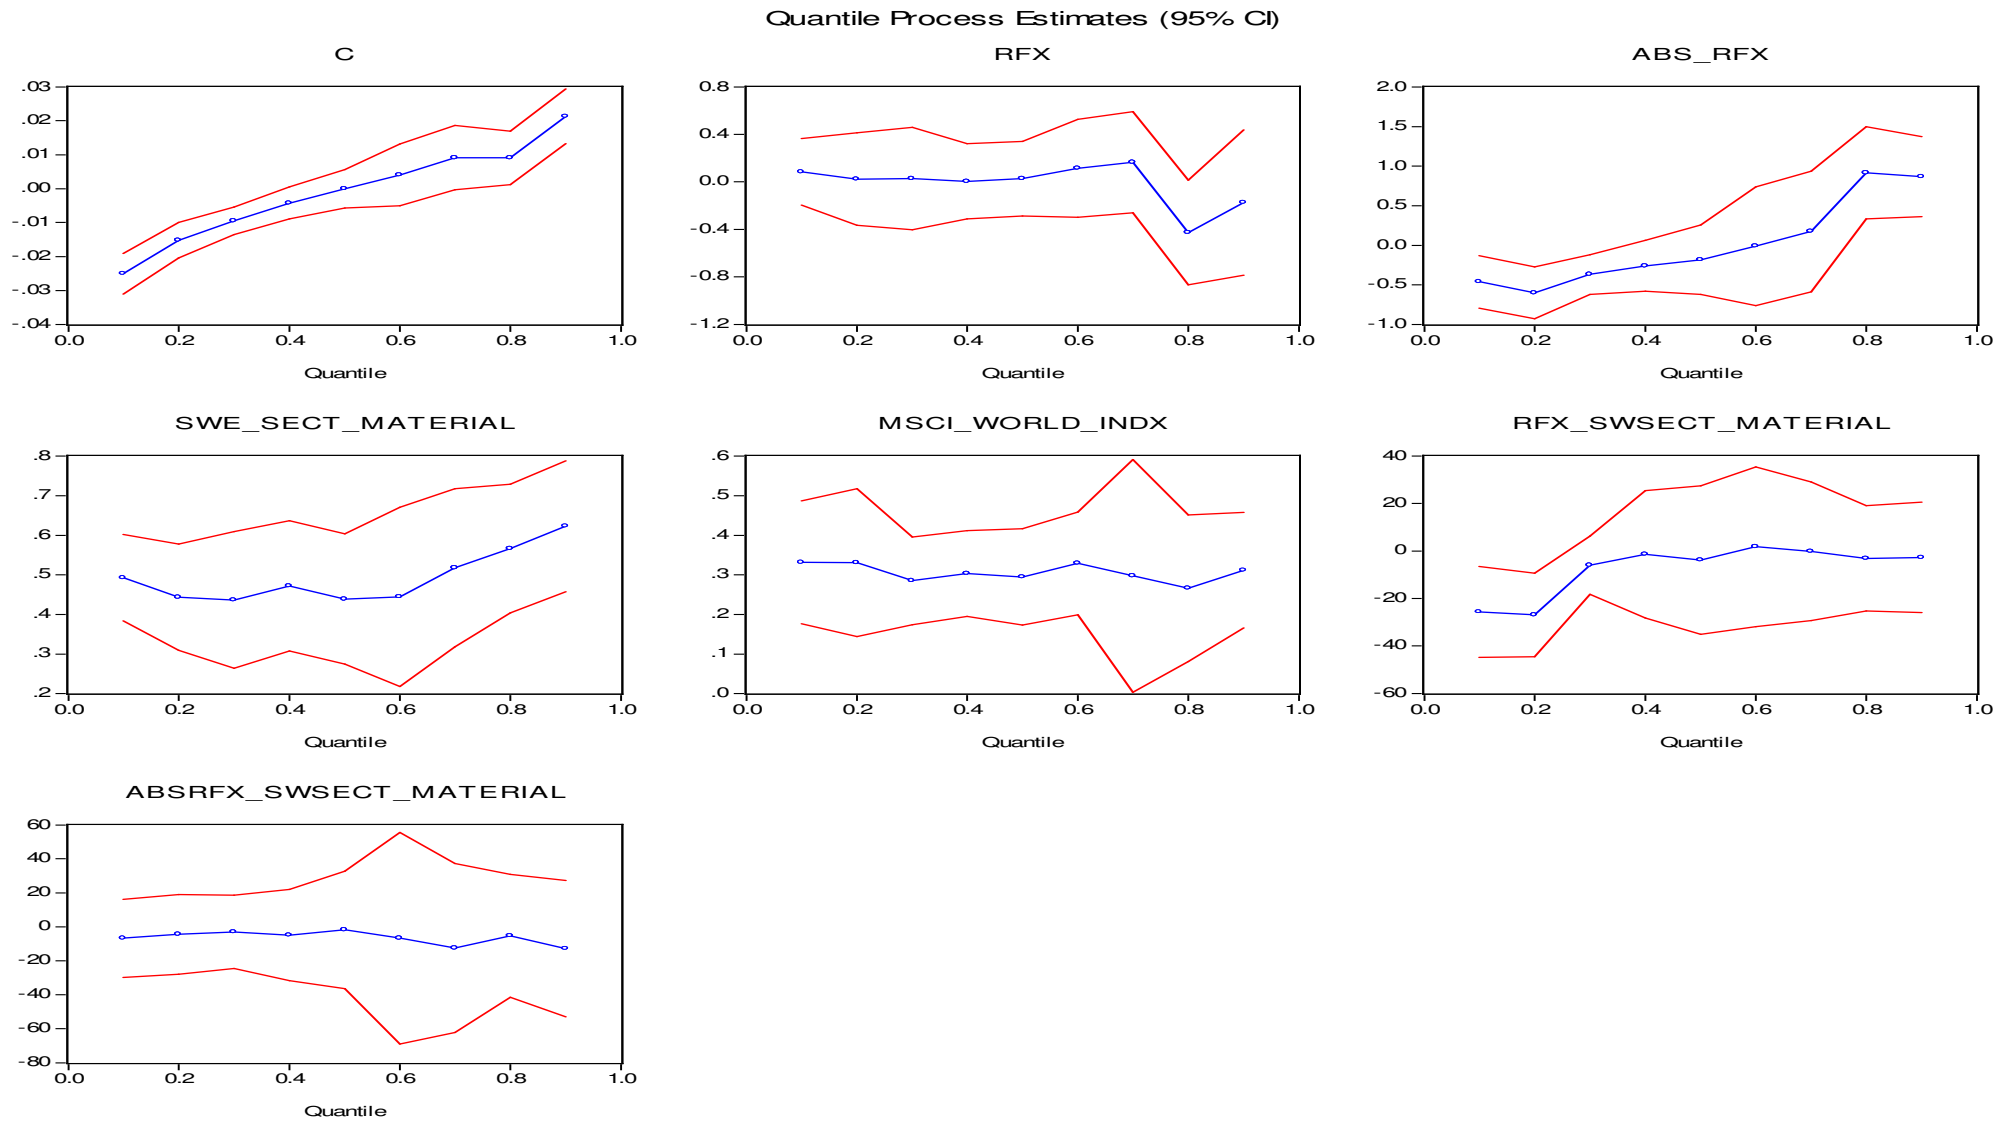 Quantile Process Estimates (95% CI)
C
.03
.02
.01
.00
-.01
-.02
-.03
-.04
0.0 0.2 0.4 0.6 0.8 1.0
Quantile
RFX
0.8
0.4
0.0
-0.4
-0.8
-1.2
0.0 0.2 0.4 0.6 0.8 1.0
Quantile
ABS_RFX
2.0
1.5
1.0
0.5
0.0
-0.5
-1.0
0.0 0.2 0.4 0.6 0.8 1.0
Quantile
SWE_SECT_MATERIAL
.8
.7
.6
.5
.4
.3
.2
0.0 0.2 0.4 0.6 0.8 1.0
Quantile
MSCI_WORLD_INDX
.6
.5
.4
.3
.2
.1
.0
0.0 0.2 0.4 0.6 0.8 1.0
Quantile
RFX_SWSECT_MATERIAL
40
20
0
-20
-40
-60
0.0 0.2 0.4 0.6 0.8 1.0
Quantile
ABSRFX_SWSECT_MATERIAL
60
40
20
0
-20
-40
-60
-80
0.0 0.2 0.4 0.6 0.8 1.0
Quantile